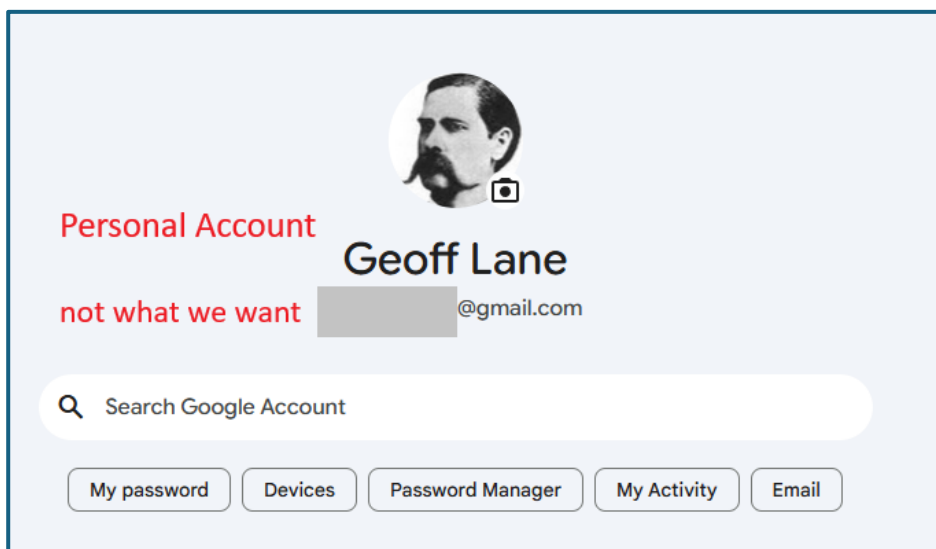 Personal Account
Geoff Lane
not what we want
@gmail.com
Search Google Account
My password
Devices
Password Manager
My Activity
Email